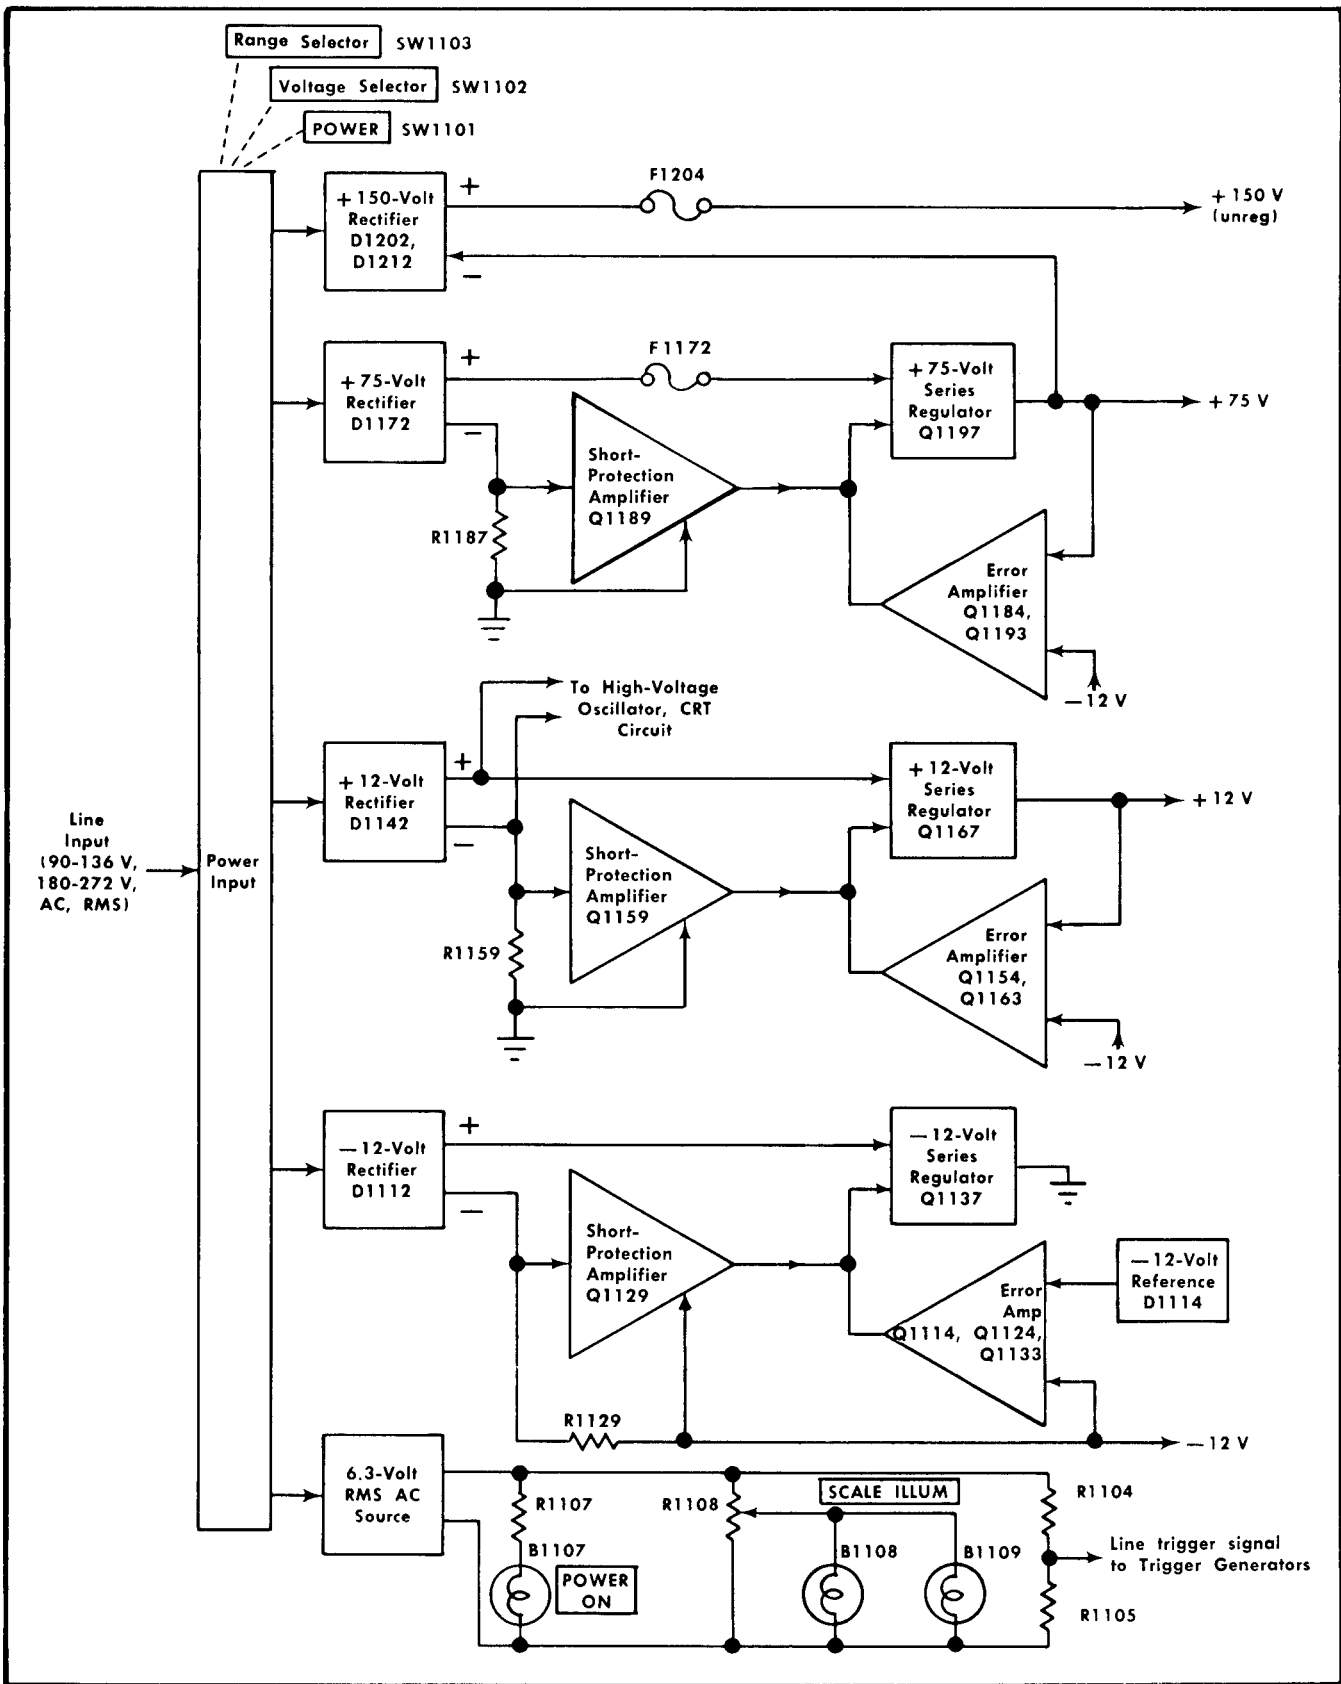 Range Selector SW1103
Voltage Selector SW1102
POWER SW1101
+ 150-Volt
Rectifier
D1202,
D1212
+
−
F1204
+ 150 V
(unreg)
+ 75-Volt
Rectifier
D1172
+
−
F1172
+ 75-Volt
Series
Regulator
Q1197
+ 75 V
Short-
Protection
Amplifier
Q1189
R1187
Error
Amplifier
Q1184,
Q1193
− 12 V
To High-Voltage
Oscillator, CRT
Circuit
+ 12-Volt
Rectifier
D1142
+
−
+ 12-Volt
Series
Regulator
Q1167
+ 12 V
Line
Input
(90-136 V,
180-272 V,
AC, RMS)
Power
Input
Short-
Protection
Amplifier
Q1159
R1159
Error
Amplifier
Q1154,
Q1163
− 12 V
− 12-Volt
Rectifier
D1112
+
−
− 12-Volt
Series
Regulator
Q1137
Short-
Protection
Amplifier
Q1129
Error
Amp
Q1114, Q1124,
Q1133
− 12-Volt
Reference
D1114
R1129
− 12 V
6.3-Volt
RMS AC
Source
R1107
B1107
POWER
ON
R1108
SCALE ILLUM
B1108
B1109
R1104
Line trigger signal
to Trigger Generators
R1105